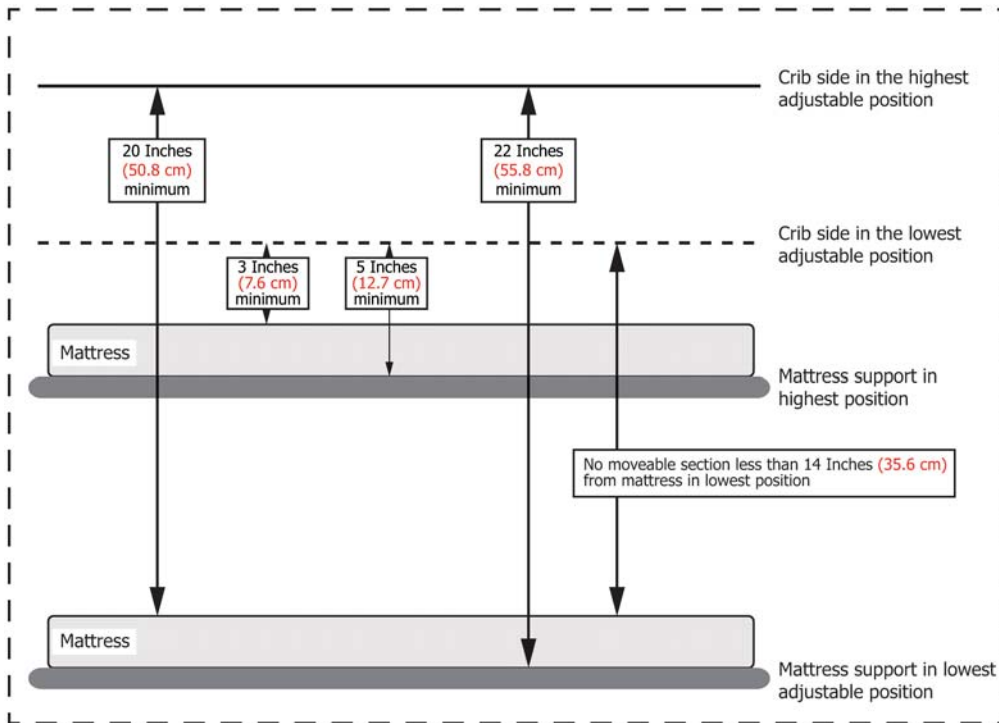 Crib side in the highest
adjustable position
20 Inches
(50.8 cm)
minimum
22 Inches
(55.8 cm)
minimum
Crib side in the lowest
adjustable position
3 Inches
(7.6 cm)
minimum
5 Inches
(12.7 cm)
minimum
Mattress
Mattress support in
highest position
No moveable section less than 14 Inches (35.6 cm)
from mattress in lowest position
Mattress
Mattress support in lowest
adjustable position